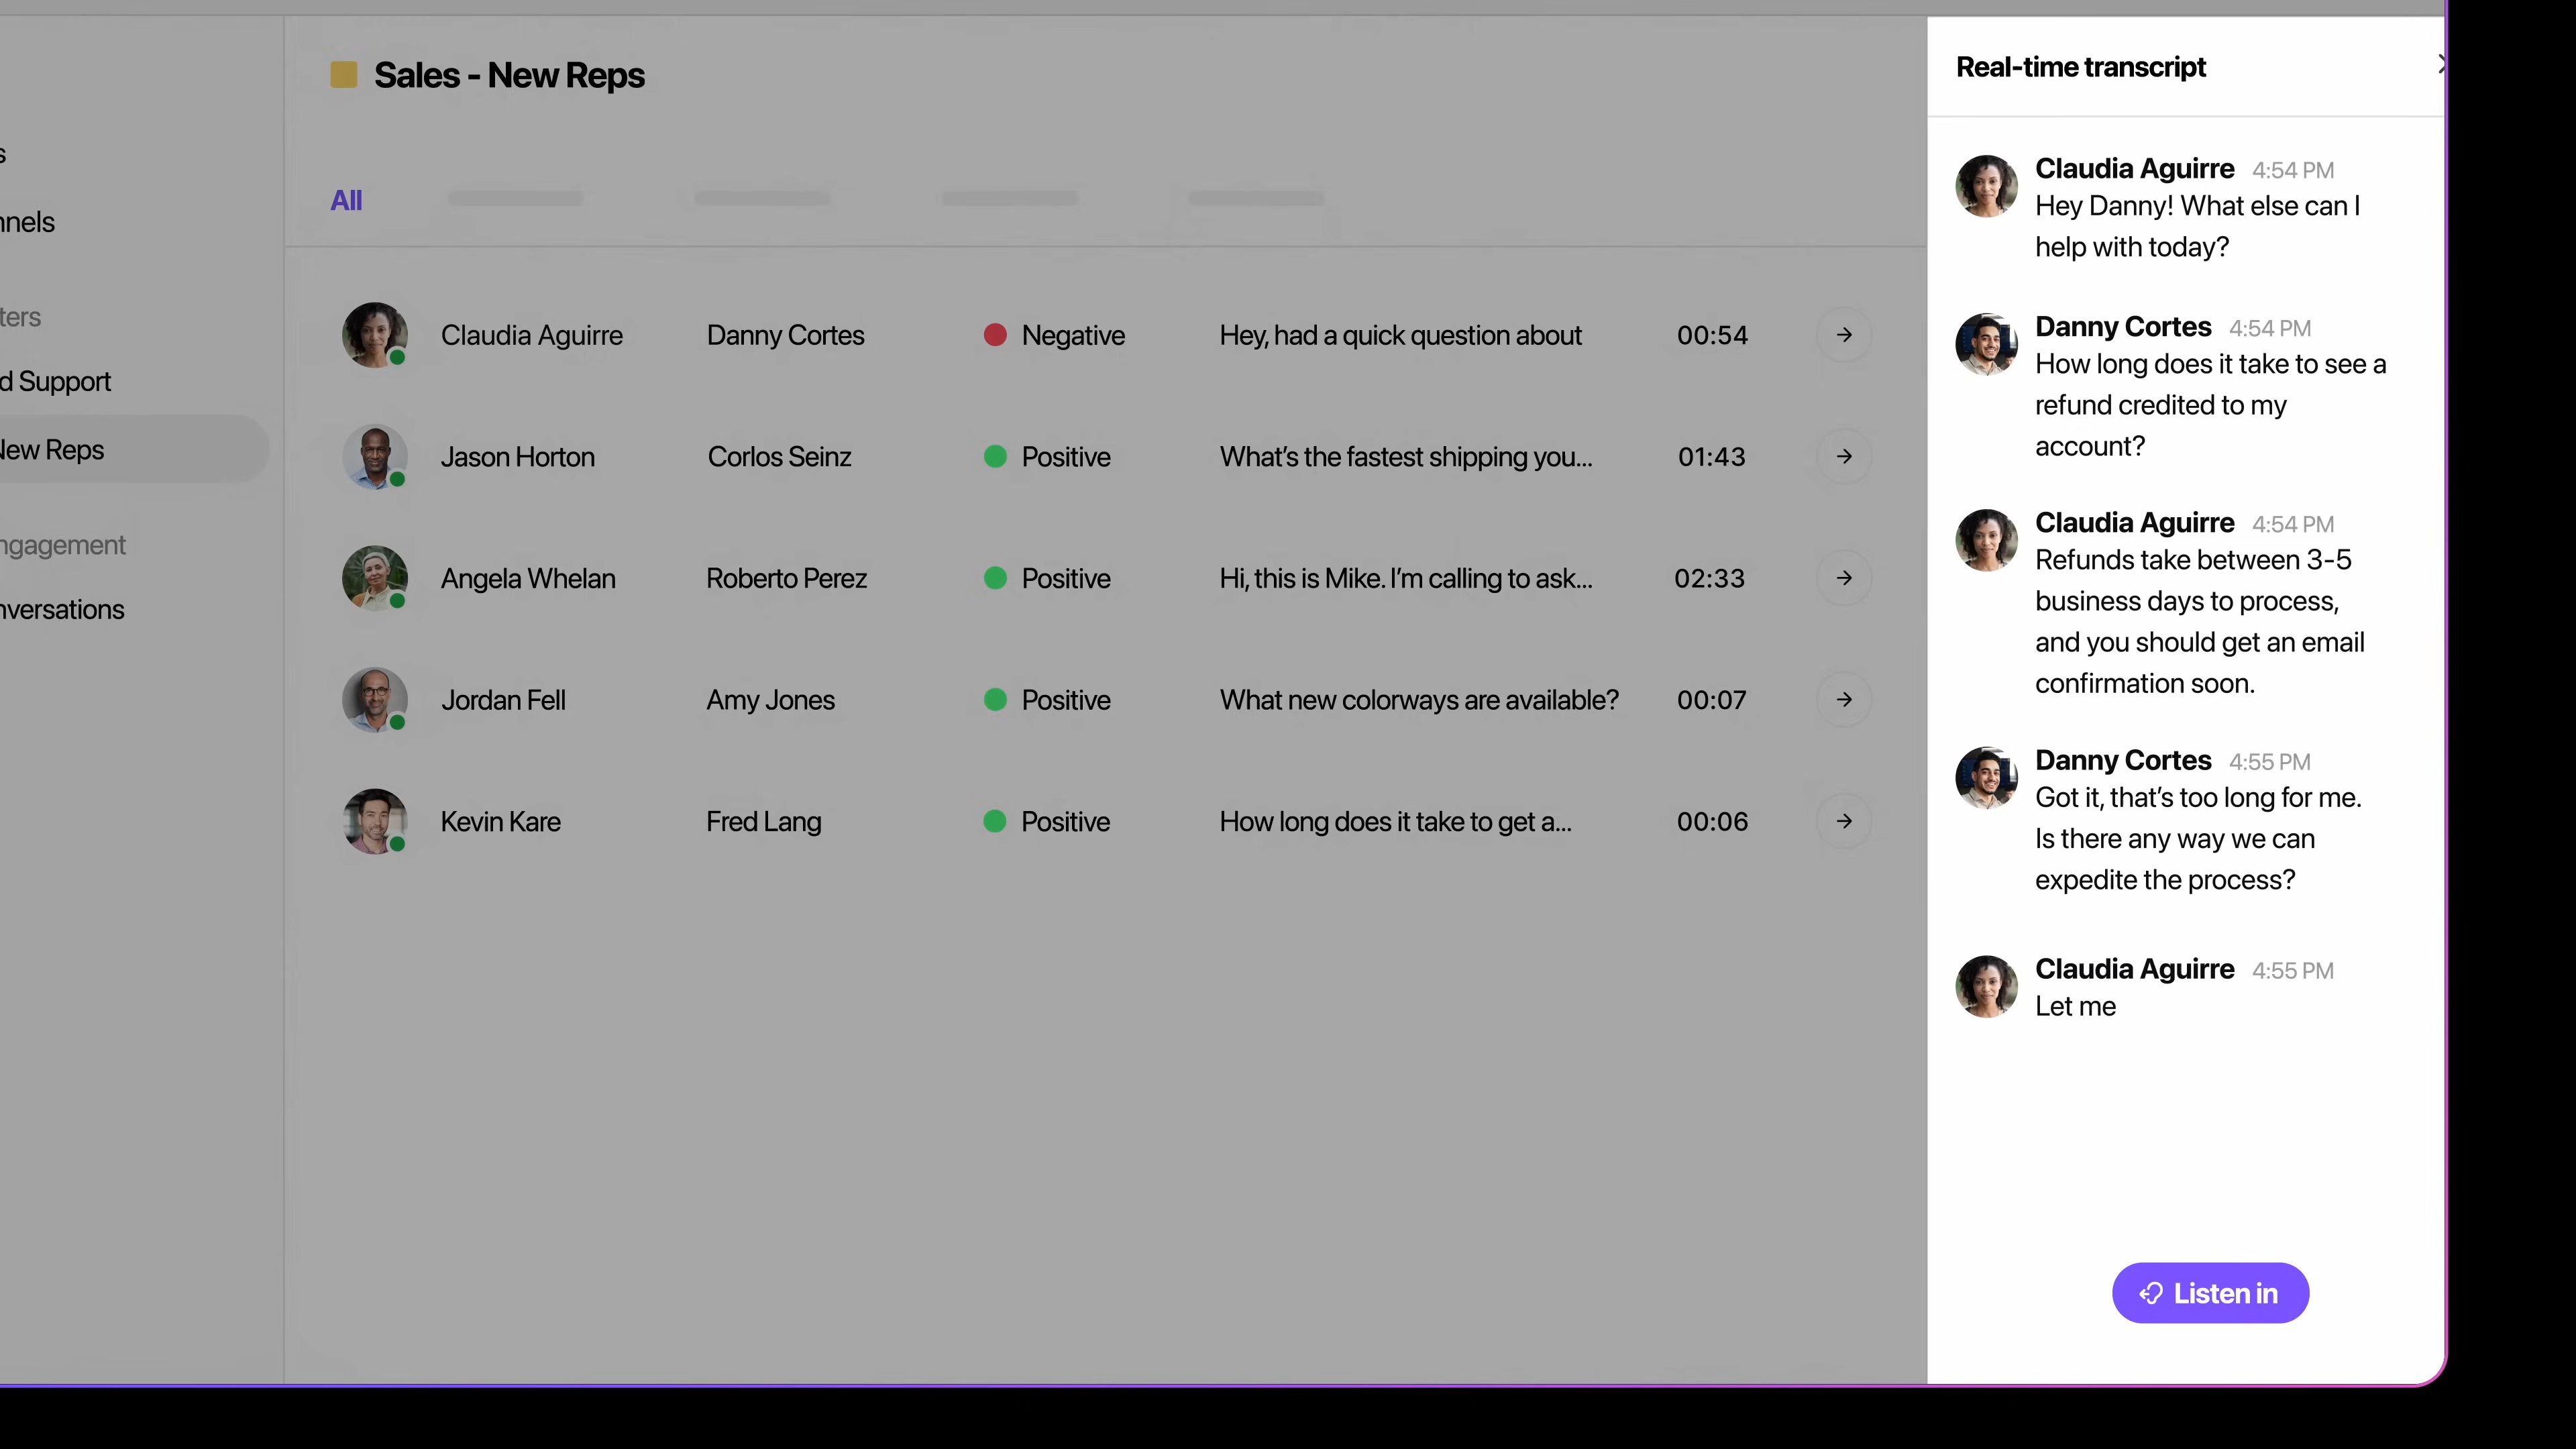 s
nnels
ters
d Support
New Reps
ngagement
nversations
Sales - New Reps
All
Claudia Aguirre Danny Cortes Negative Hey, had a quick question about 00:54
Jason Horton Corlos Seinz Positive What's the fastest shipping you... 01:43
Angela Whelan Roberto Perez Positive Hi, this is Mike. I'm calling to ask... 02:33
Jordan Fell Amy Jones Positive What new colorways are available? 00:07
Kevin Kare Fred Lang Positive How long does it take to get a... 00:06
Real-time transcript
Claudia Aguirre 4:54 PM
Hey Danny! What else can I
help with today?
Danny Cortes 4:54 PM
How long does it take to see a
refund credited to my
account?
Claudia Aguirre 4:54 PM
Refunds take between 3-5
business days to process,
and you should get an email
confirmation soon.
Danny Cortes 4:55 PM
Got it, that's too long for me.
Is there any way we can
expedite the process?
Claudia Aguirre 4:55 PM
Let me
Listen in